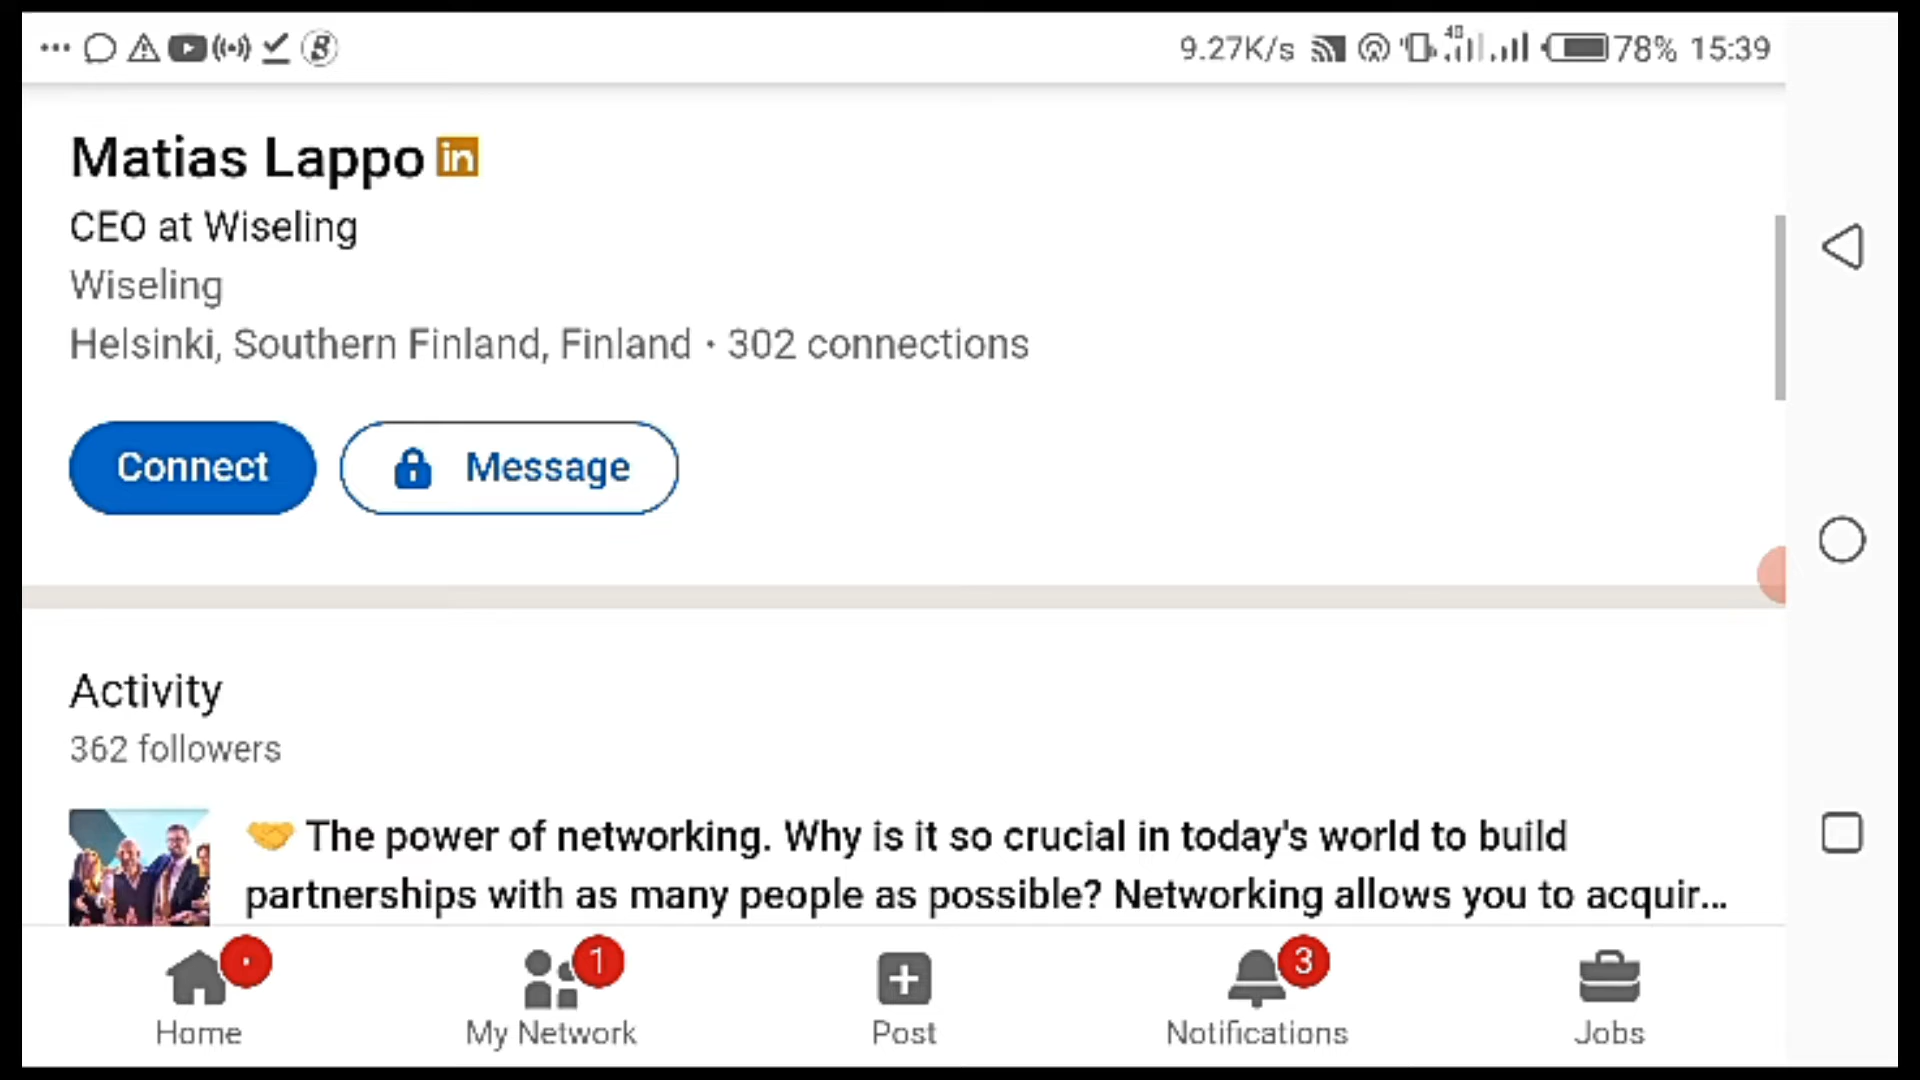 9.27K/s 78% 15:39
Matias Lappo in
CEO at Wiseling
Wiseling
Helsinki, Southern Finland, Finland · 302 connections
Connect Message
Activity
362 followers
🤝 The power of networking. Why is it so crucial in today's world to build
partnerships with as many people as possible? Networking allows you to acquir...
1 3
Home My Network Post Notifications Jobs